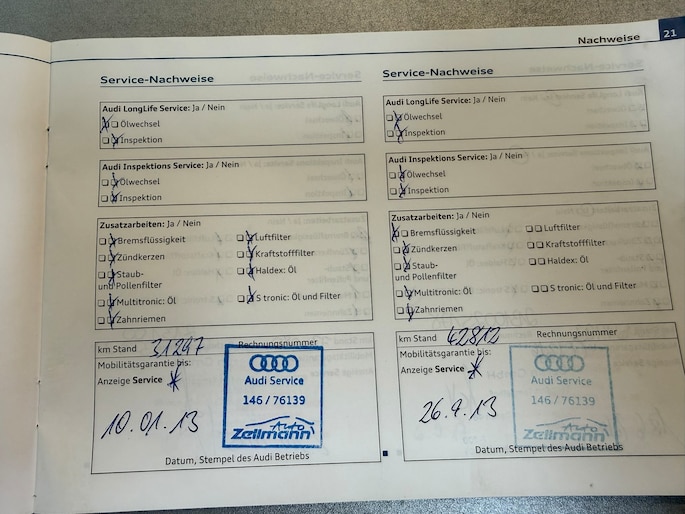 Nachweise 21
Service-Nachweise
Audi LongLife Service: Ja / Nein
Ölwechsel
Inspektion
Audi Inspektions Service: Ja / Nein
Ölwechsel
Inspektion
Zusatzarbeiten: Ja / Nein
Bremsflüssigkeit
Luftfilter
Zündkerzen
Kraftstofffilter
Staub-
und Pollenfilter
Haldex: Öl
Multitronic: Öl
S tronic: Öl und Filter
Zahnriemen
km Stand 31297 Rechnungsnummer
Mobilitätsgarantie bis:
Anzeige Service
Audi Service
146 / 76139
10.01.13
Auto
Zellmann
Datum, Stempel des Audi Betriebs
Service-Nachweise
Audi LongLife Service: Ja / Nein
Ölwechsel
Inspektion
Audi Inspektions Service: Ja / Nein
Ölwechsel
Inspektion
Zusatzarbeiten: Ja / Nein
Bremsflüssigkeit
Luftfilter
Zündkerzen
Kraftstofffilter
Staub-
und Pollenfilter
Haldex: Öl
Multitronic: Öl
S tronic: Öl und Filter
Zahnriemen
km Stand 42812 Rechnungsnummer
Mobilitätsgarantie bis:
Anzeige Service
Audi Service
146 / 76139
26.9.13
Auto
Zellmann
Datum, Stempel des Audi Betriebs